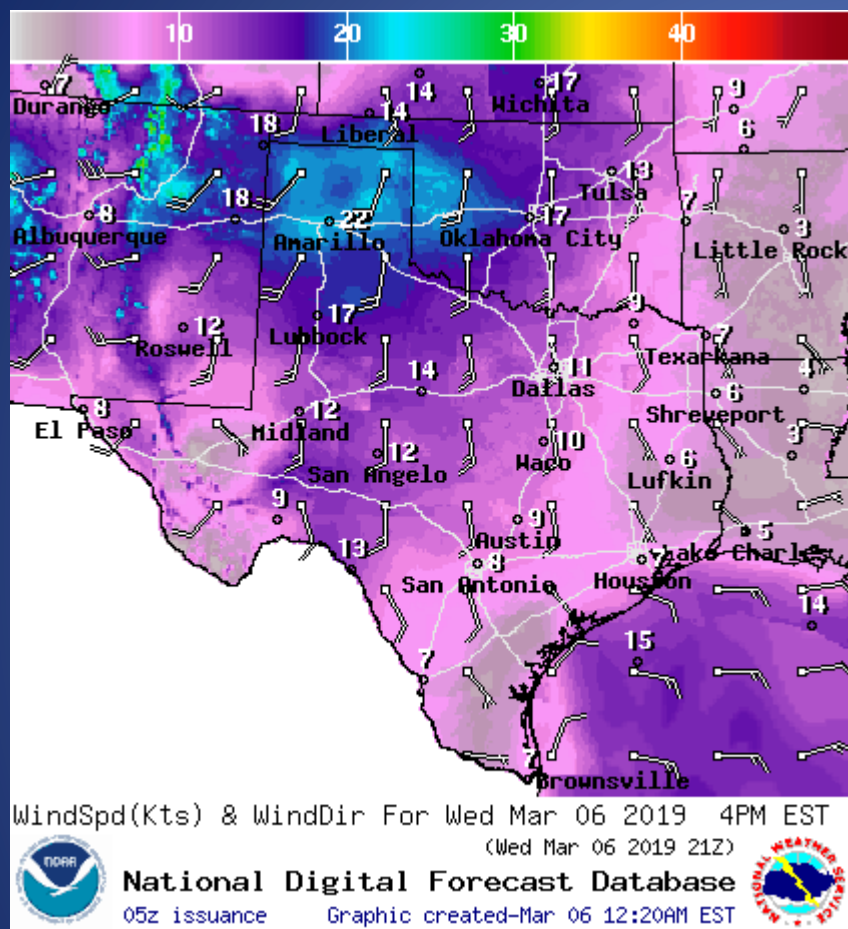 10 20 30 40
7
Durango
14
14
Liberal
17
Wichita
9
18
6
13
Tulsa
8
Albuquerque
18
22
Amarillo
17
Oklahoma City
7
3
Little Rock
12
Roswell
17
Lubbock
9
7
Texarkana
14
11
Dallas
6
Shreveport
4
8
El Paso
12
Midland
12
San Angelo
10
Waco
6
Lufkin
3
9
13
9
Austin
8
San Antonio
7
Houston
5
Lake Charles
14
15
7
7
Brownsville
WindSpd(Kts) & WindDir For Wed Mar 06 2019 4PM EST
(Wed Mar 06 2019 21Z)
NOAA
National Digital Forecast Database
NATIONAL WEATHER SERVICE
05z issuance Graphic created-Mar 06 12:20AM EST